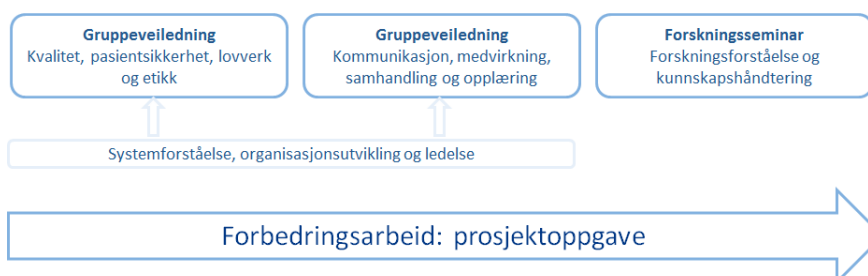 Gruppeveiledning
Kvalitet, pasientsikkerhet, lovverk
og etikk
Gruppeveiledning
Kommunikasjon, medvirkning,
samhandling og opplæring
Forskningsseminar
Forskningsforståelse og
kunnskapshåndtering
Systemforståelse, organisasjonsutvikling og ledelse
Forbedringsarbeid: prosjektoppgave